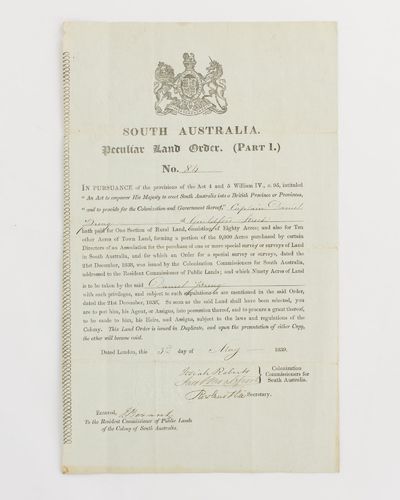 SOUTH AUSTRALIA.
Peculiar Land Order. (PART I.)
No. 84
IN PURSUANCE of the provisions of the Act 4 and 5 William IV., c. 95, intituled
"An Act to empower His Majesty to erect South Australia into a British Province or Provinces,
"and to provide for the Colonization and Government thereof," Captain Daniel
Pring of Street
hath paid for One Section of Rural Land, consisting of Eighty Acres; and also for Ten
other Acres of Town Land, forming a portion of the 9,000 Acres purchased by certain
Directors of an Association for the purchase of one or more special survey or surveys of Land
in South Australia, and for which an Order for a special survey or surveys, dated the
21st December, 1838, was issued by the Colonization Commissioners for South Australia,
addressed to the Resident Commissioner of Public Lands; and which Ninety Acres of Land
is to be taken by the said Daniel Pring
with such privileges, and subject to such regulations as are mentioned in the said Order,
dated the 21st December, 1838. So soon as the said Land shall have been selected, you
are to put him, his Agent, or Assigns, into possession thereof, and to procure a grant thereof,
to be made to him, his Heirs, and Assigns, subject to the laws and regulations of the
Colony. This Land Order is issued in Duplicate, and upon the presentation of either Copy,
the other will become void.
Dated London, this day of May 1839.
Josiah Roberts
Colonization
Commissioners for
South Australia.
Rowland Hill Secretary.
Entered,
To the Resident Commissioner of Public Lands
of the Colony of South Australia.